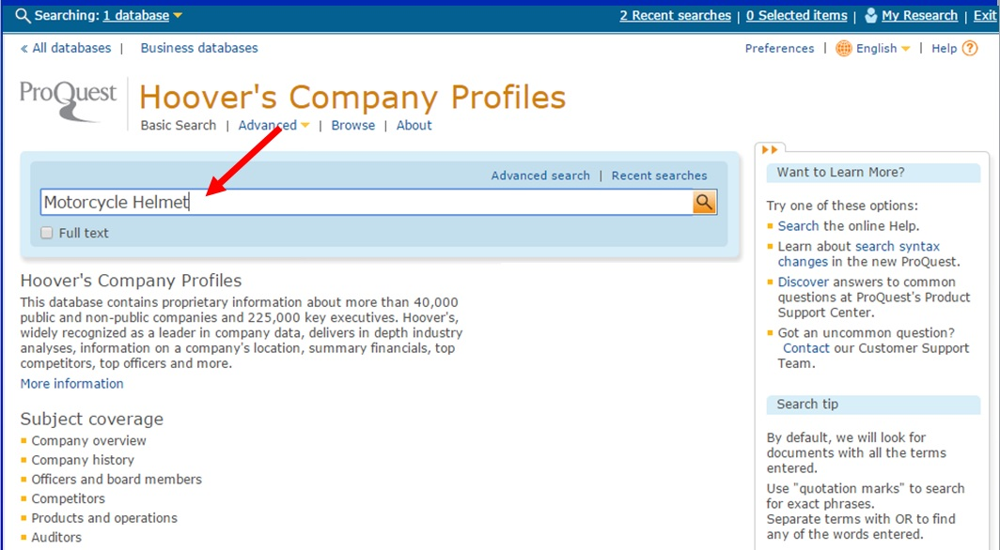 Searching: 1 database
2 Recent searches | 0 Selected items | My Research | Exit
« All databases | Business databases
Preferences | English | Help ?
ProQuest
Hoover's Company Profiles
Basic Search | Advanced | Browse | About
Advanced search | Recent searches
Motorcycle Helmet
Full text
Hoover's Company Profiles
This database contains proprietary information about more than 40,000
public and non-public companies and 225,000 key executives. Hoover's,
widely recognized as a leader in company data, delivers in depth industry
analyses, information on a company's location, summary financials, top
competitors, top officers and more.
More information
Subject coverage
Company overview
Company history
Officers and board members
Competitors
Products and operations
Auditors
Want to Learn More?
Try one of these options:
Search the online Help.
Learn about search syntax
changes in the new ProQuest.
Discover answers to common
questions at ProQuest's Product
Support Center.
Got an uncommon question?
Contact our Customer Support
Team.
Search tip
By default, we will look for
documents with all the terms
entered.
Use "quotation marks" to search
for exact phrases.
Separate terms with OR to find
any of the words entered.